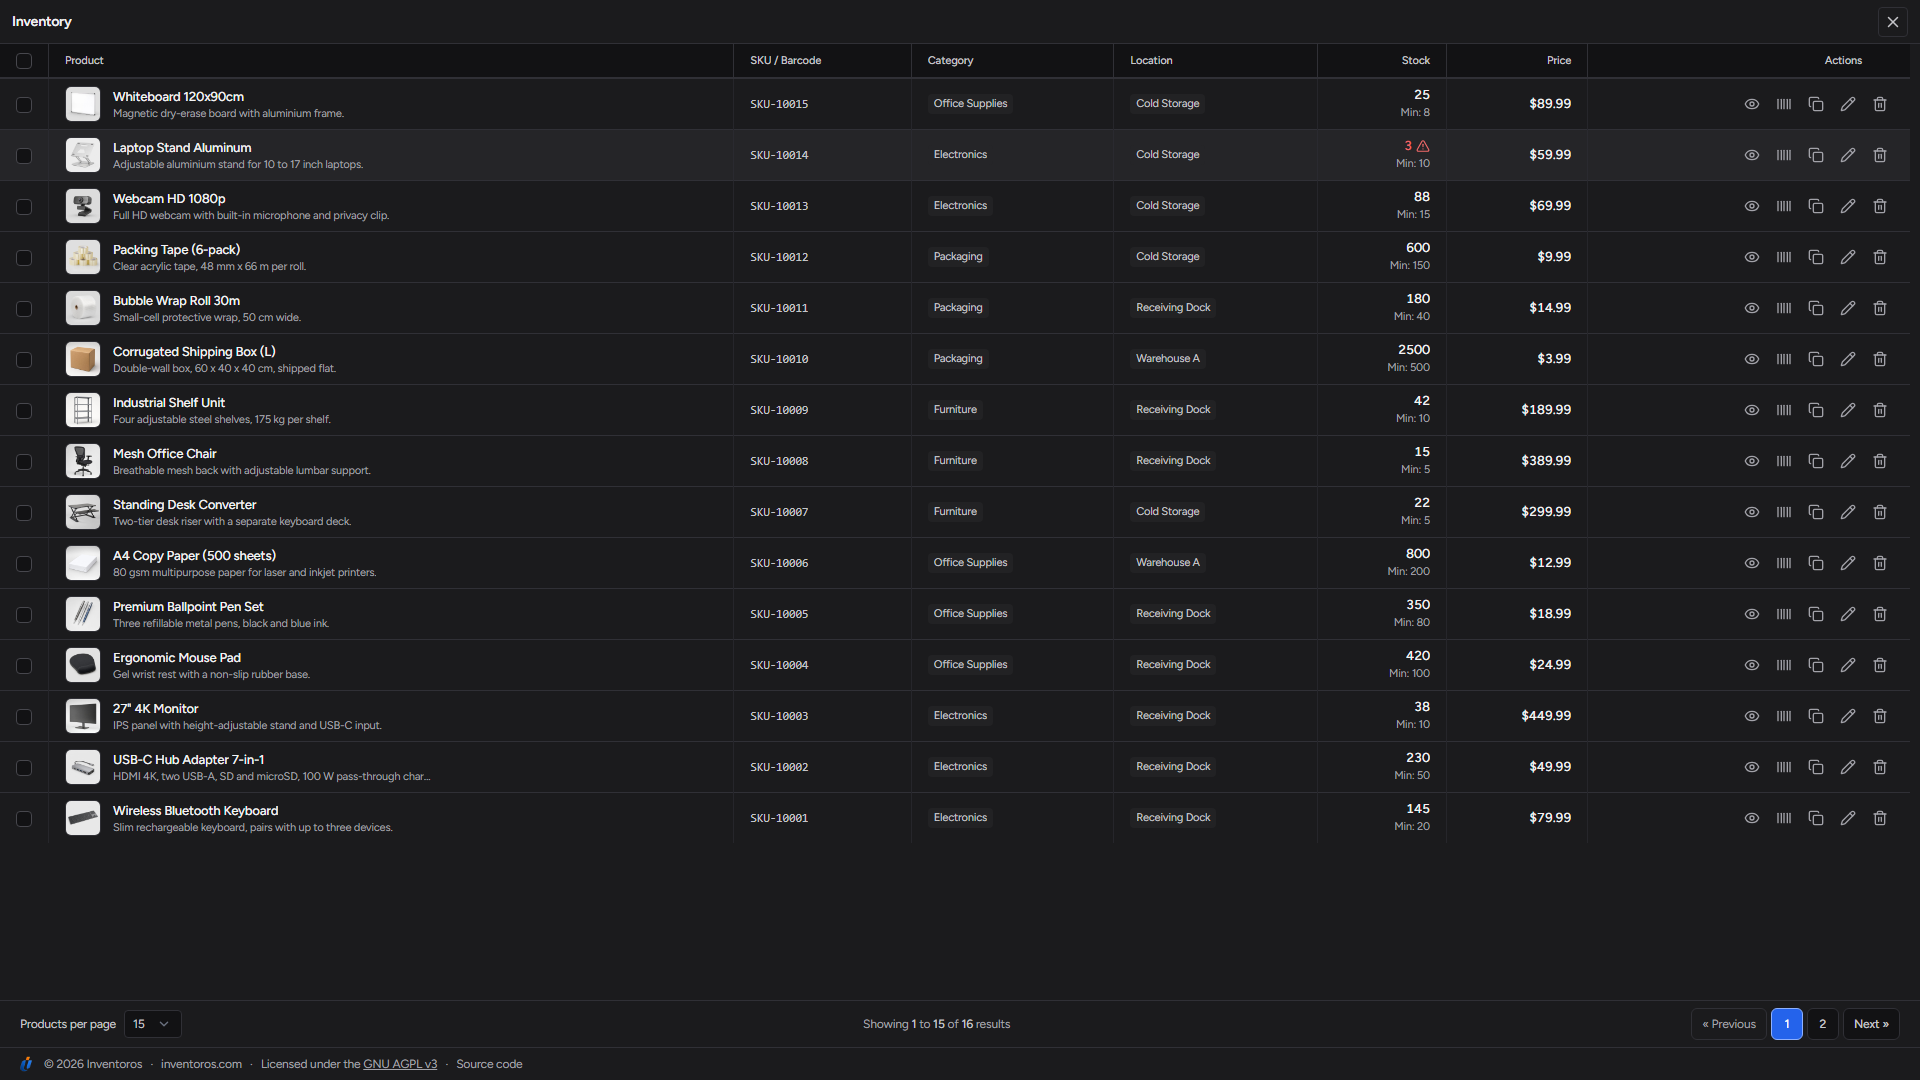 Inventory
Product SKU / Barcode Category Location Stock Price Actions
Whiteboard 120x90cm
Magnetic dry-erase board with aluminium frame.
SKU-10015 Office Supplies Cold Storage 25 Min: 8 $89.99
Laptop Stand Aluminum
Adjustable aluminium stand for 10 to 17 inch laptops.
SKU-10014 Electronics Cold Storage 3 Min: 10 $59.99
Webcam HD 1080p
Full HD webcam with built-in microphone and privacy clip.
SKU-10013 Electronics Cold Storage 88 Min: 15 $69.99
Packing Tape (6-pack)
Clear acrylic tape, 48 mm x 66 m per roll.
SKU-10012 Packaging Cold Storage 600 Min: 150 $9.99
Bubble Wrap Roll 30m
Small-cell protective wrap, 50 cm wide.
SKU-10011 Packaging Receiving Dock 180 Min: 40 $14.99
Corrugated Shipping Box (L)
Double-wall box, 60 x 40 x 40 cm, shipped flat.
SKU-10010 Packaging Warehouse A 2500 Min: 500 $3.99
Industrial Shelf Unit
Four adjustable steel shelves, 175 kg per shelf.
SKU-10009 Furniture Receiving Dock 42 Min: 10 $189.99
Mesh Office Chair
Breathable mesh back with adjustable lumbar support.
SKU-10008 Furniture Receiving Dock 15 Min: 5 $389.99
Standing Desk Converter
Two-tier desk riser with a separate keyboard deck.
SKU-10007 Furniture Cold Storage 22 Min: 5 $299.99
A4 Copy Paper (500 sheets)
80 gsm multipurpose paper for laser and inkjet printers.
SKU-10006 Office Supplies Warehouse A 800 Min: 200 $12.99
Premium Ballpoint Pen Set
Three refillable metal pens, black and blue ink.
SKU-10005 Office Supplies Receiving Dock 350 Min: 80 $18.99
Ergonomic Mouse Pad
Gel wrist rest with a non-slip rubber base.
SKU-10004 Office Supplies Receiving Dock 420 Min: 100 $24.99
27" 4K Monitor
IPS panel with height-adjustable stand and USB-C input.
SKU-10003 Electronics Receiving Dock 38 Min: 10 $449.99
USB-C Hub Adapter 7-in-1
HDMI 4K, two USB-A, SD and microSD, 100 W pass-through char...
SKU-10002 Electronics Receiving Dock 230 Min: 50 $49.99
Wireless Bluetooth Keyboard
Slim rechargeable keyboard, pairs with up to three devices.
SKU-10001 Electronics Receiving Dock 145 Min: 20 $79.99
Products per page 15 Showing 1 to 15 of 16 results « Previous 1 2 Next »
© 2026 Inventoros · inventoros.com · Licensed under the GNU AGPL v3 · Source code